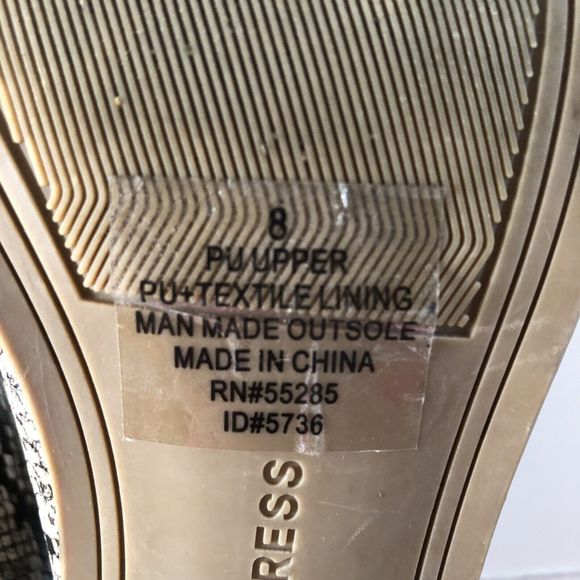 8
PU UPPER
PU+TEXTILE LINING
MAN MADE OUTSOLE
MADE IN CHINA
RN#55285
ID#5736
RESS